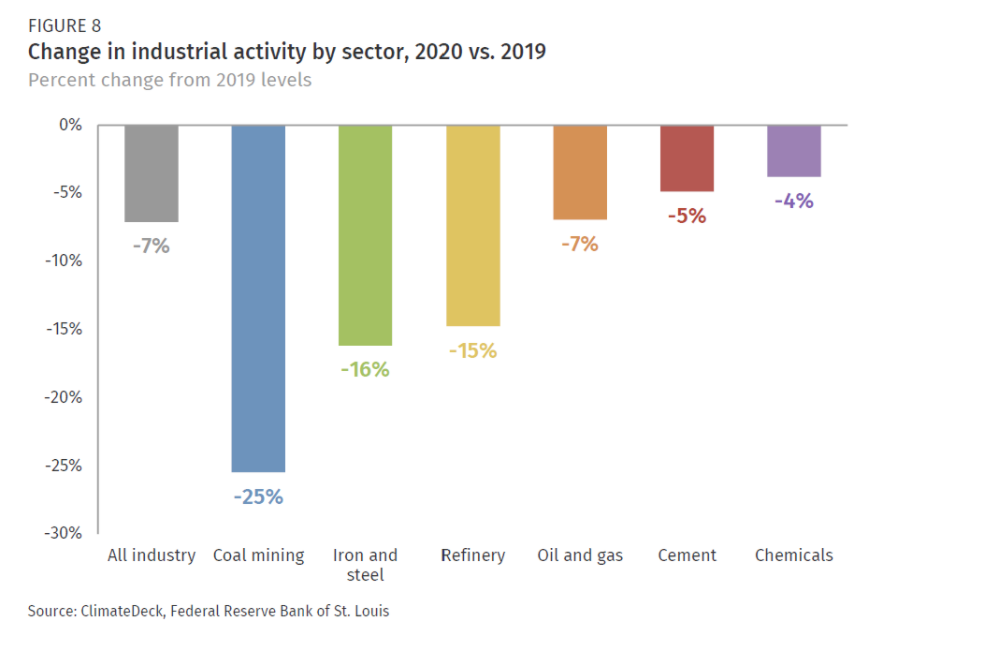 FIGURE 8
Change in industrial activity by sector, 2020 vs. 2019
Percent change from 2019 levels
0%
-5%
-10%
-15%
-20%
-25%
-30%
-7%
-25%
-16%
-15%
-7%
-5%
-4%
All industry
Coal mining
Iron and
steel
Refinery
Oil and gas
Cement
Chemicals
Source: ClimateDeck, Federal Reserve Bank of St. Louis